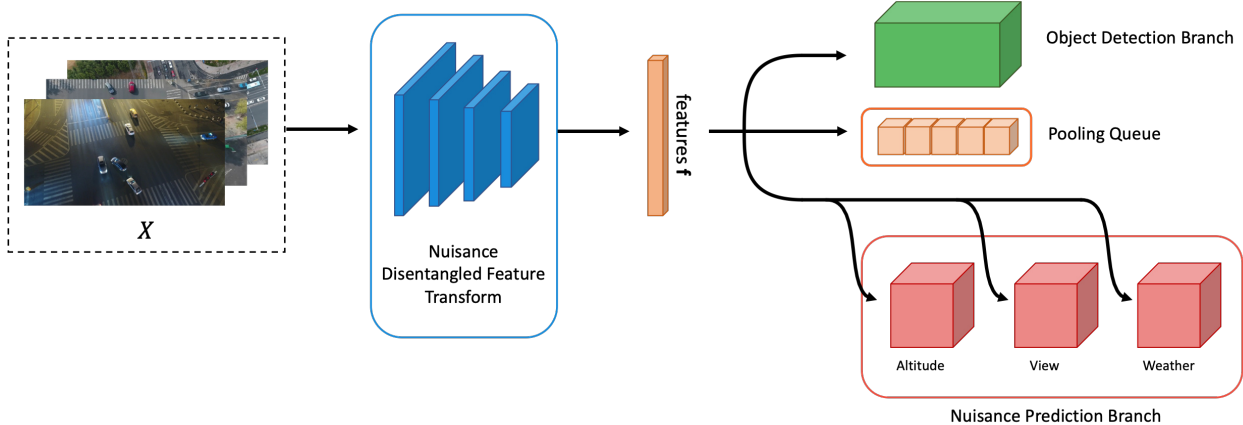 X
Nuisance
Disentangled Feature
Transform
features f
Object Detection Branch
Pooling Queue
Altitude
View
Weather
Nuisance Prediction Branch